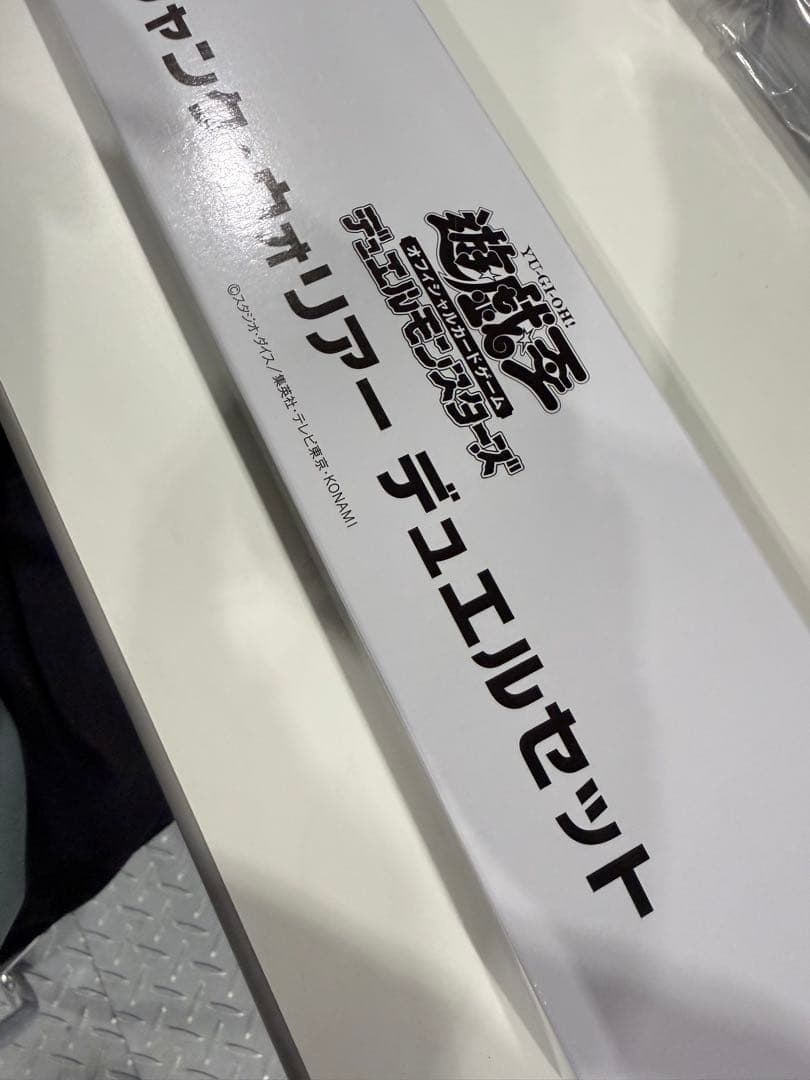 YU-GI-OH!
遊戯王
オフィシャルカードゲーム
デュエルモンスターズ
ャンク・ウォリアー デュエルセット
©スタジオ・ダイス/集英社・テレビ東京・KONAMI